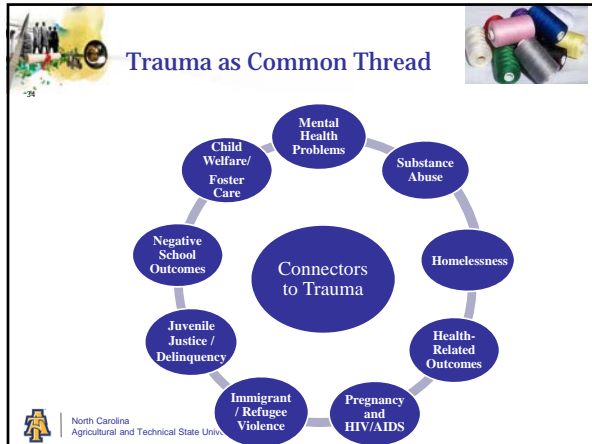 Trauma as Common Thread
34
Mental
Health
Problems
Substance
Abuse
Homelessness
Health-
Related
Outcomes
Pregnancy
and
HIV/AIDS
Immigrant
/ Refugee
Violence
Juvenile
Justice /
Delinquency
Negative
School
Outcomes
Child
Welfare/
Foster
Care
Connectors
to Trauma
North Carolina
Agricultural and Technical State